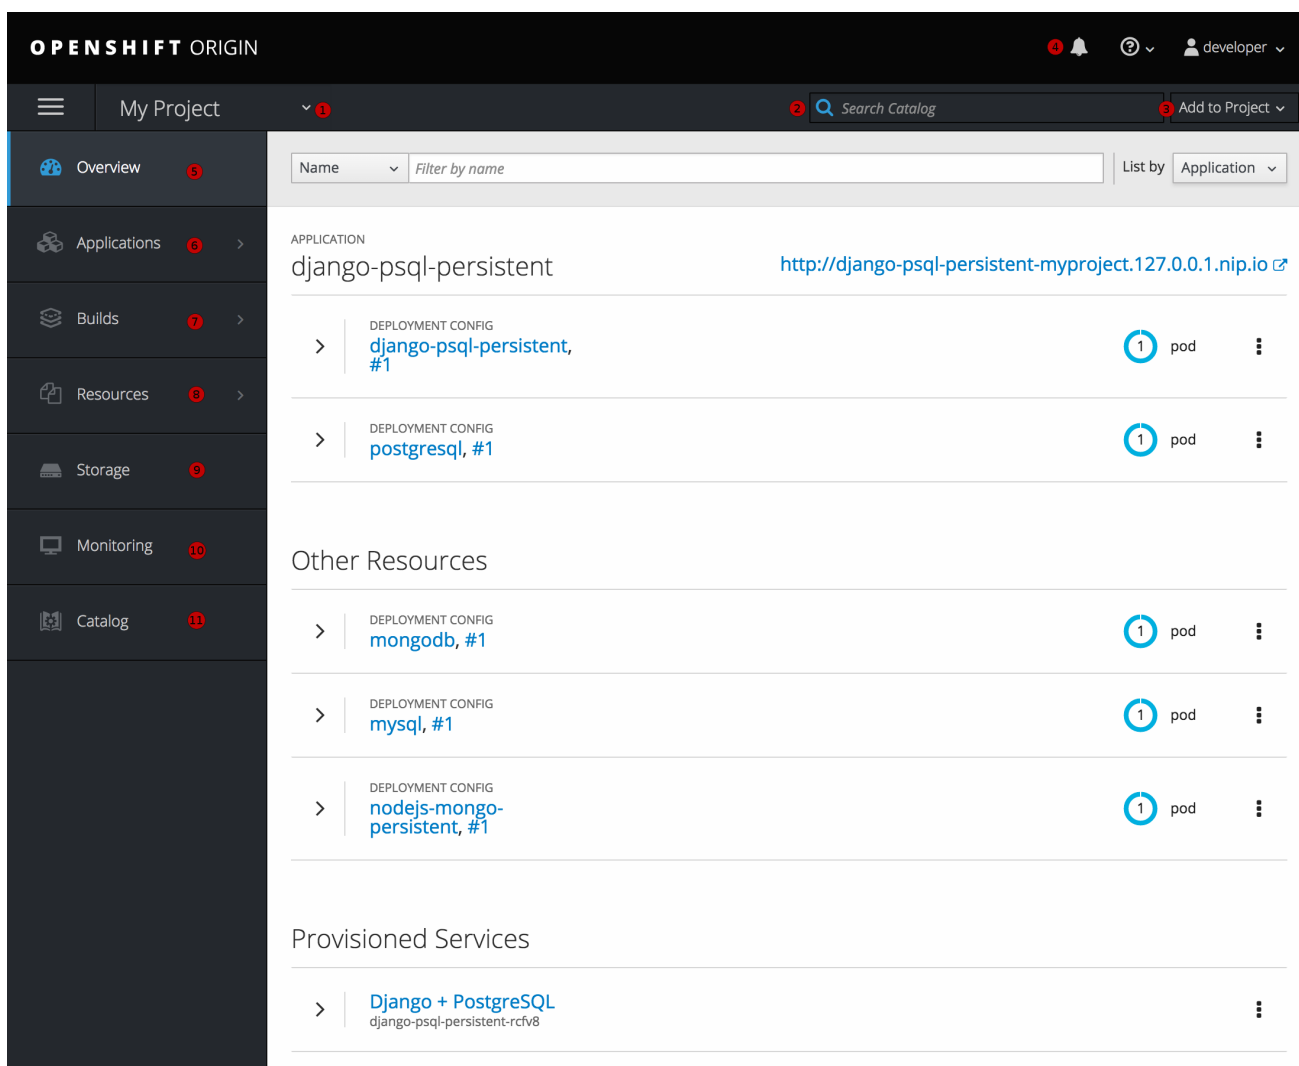 OPENSHIFT ORIGIN
4
developer
My Project
1
2
Search Catalog
3
Add to Project
Overview
5
Name
Filter by name
List by
Application
Applications
6
APPLICATION
django-psql-persistent
http://django-psql-persistent-myproject.127.0.0.1.nip.io
Builds
7
DEPLOYMENT CONFIG
django-psql-persistent,
#1
1
pod
Resources
8
DEPLOYMENT CONFIG
postgresql, #1
1
pod
Storage
9
Monitoring
10
Other Resources
Catalog
11
DEPLOYMENT CONFIG
mongodb, #1
1
pod
DEPLOYMENT CONFIG
mysql, #1
1
pod
DEPLOYMENT CONFIG
nodejs-mongo-
persistent, #1
1
pod
Provisioned Services
Django + PostgreSQL
django-psql-persistent-rcfv8